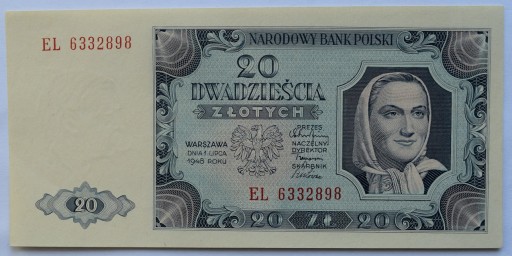 EL 6332898
NARODOWY BANK POLSKI
20
DWADZIEŚCIA
ZŁOTYCH
WARSZAWA
DNIA 1 LIPCA
1948 ROKU
PREZES
NACZELNY
DYREKTOR
SKARBNIK
EL 6332898
20
20 ZŁ 20